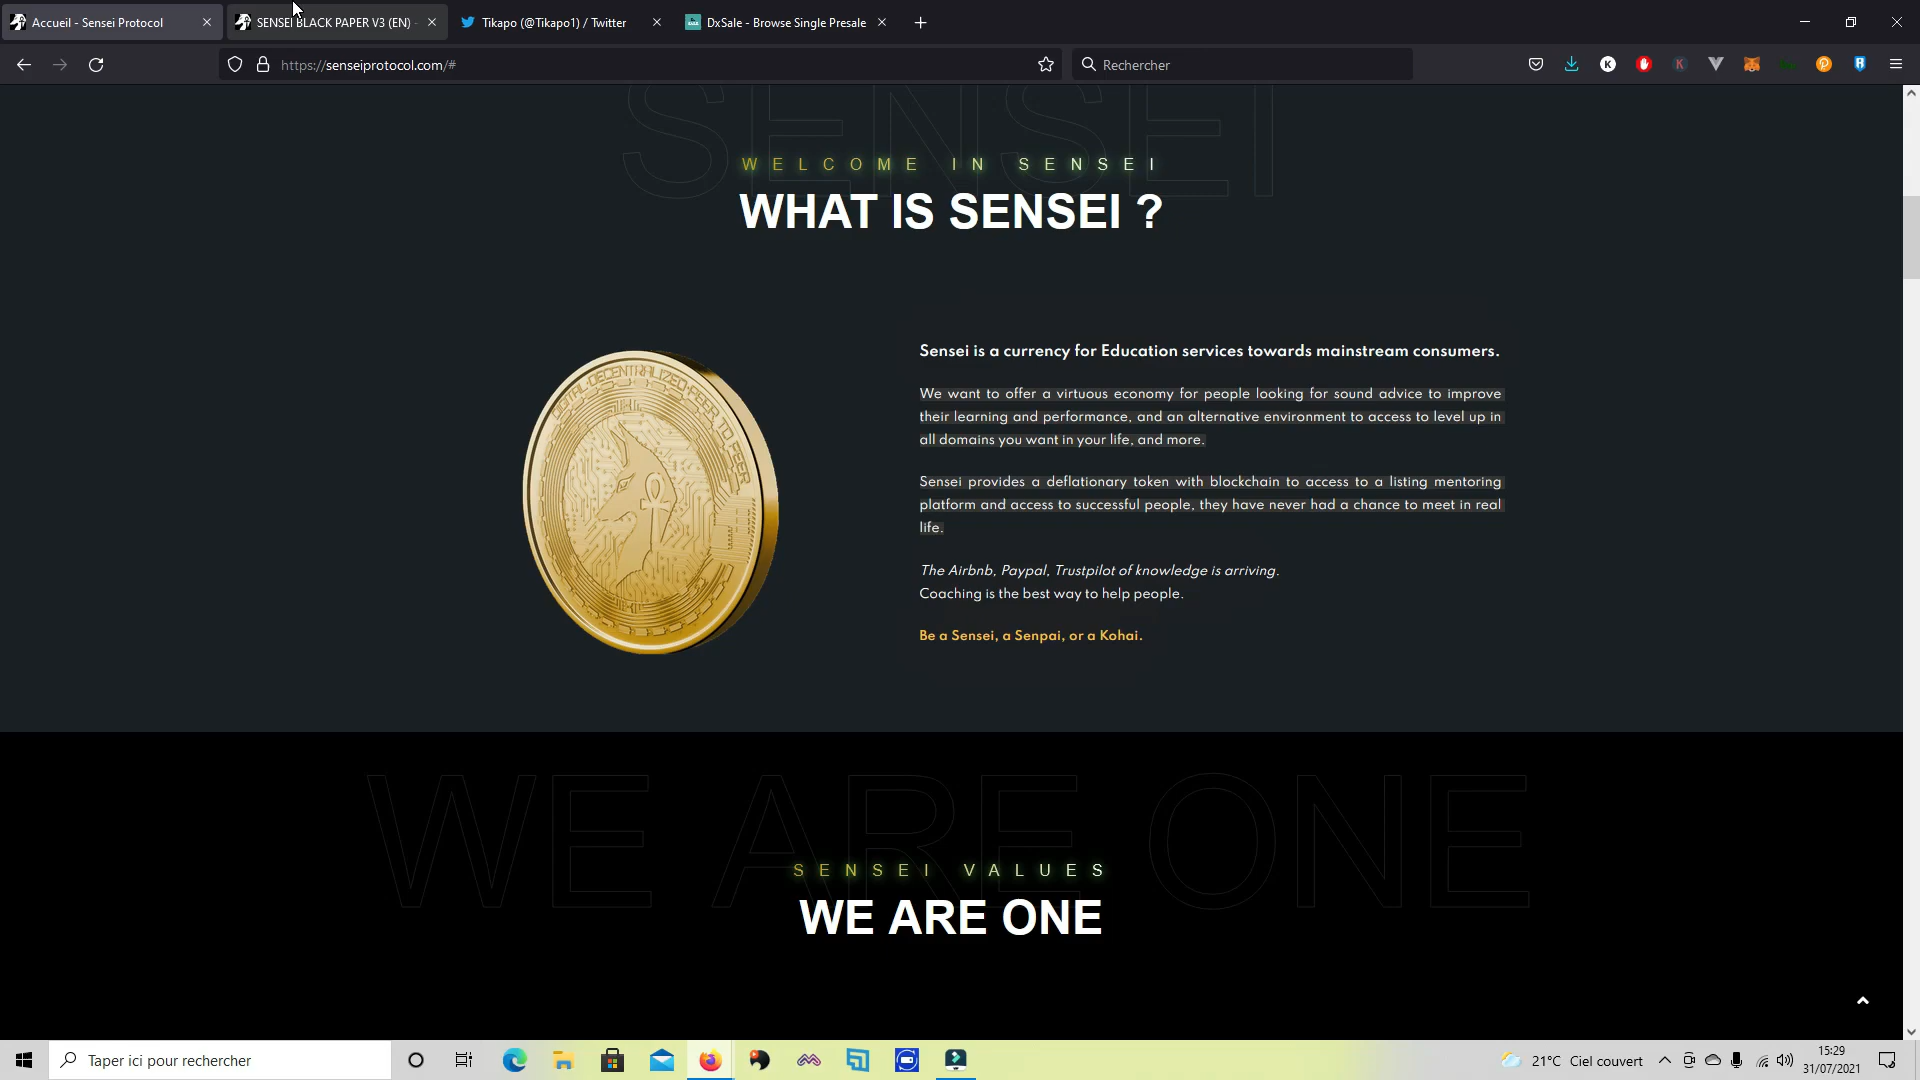 Accueil - Sensei Protocol
SENSEI BLACK PAPER V3 (EN) -
Tikapo (@Tikapo1) / Twitter
DxSale - Browse Single Presale
https://senseiprotocol.com/#
Rechercher
SENSEI
WELCOME IN SENSEI
WHAT IS SENSEI ?
DIGITAL DECENTRALIZED PEER TO PEER
Sensei is a currency for Education services towards mainstream consumers.
We want to offer a virtuous economy for people looking for sound advice to improve
their learning and performance, and an alternative environment to access to level up in
all domains you want in your life, and more.
Sensei provides a deflationary token with blockchain to access to a listing mentoring
platform and access to successful people, they have never had a chance to meet in real
life.
The Airbnb, Paypal, Trustpilot of knowledge is arriving.
Coaching is the best way to help people.
Be a Sensei, a Senpai, or a Kohai.
WE ARE ONE
SENSEI VALUES
WE ARE ONE
Taper ici pour rechercher
21°C Ciel couvert
15:29
31/07/2021